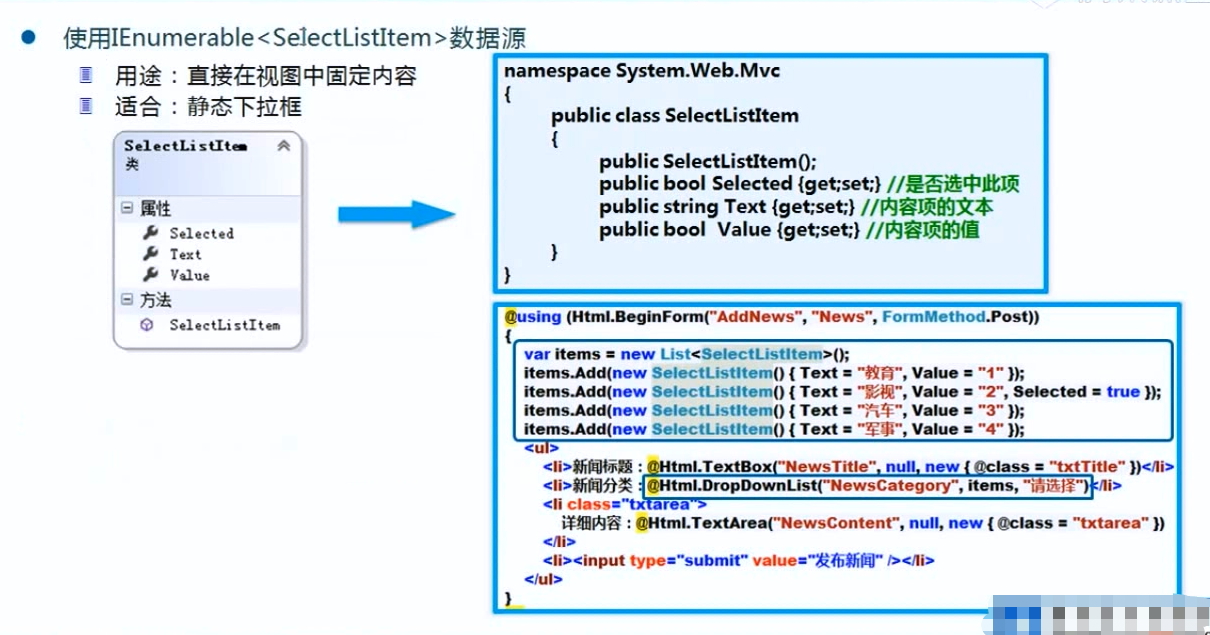 使用IEnumerable<SelectListItem>数据源
用途：直接在视图中固定内容
适合：静态下拉框
SelectListItem
类
属性
Selected
Text
Value
方法
SelectListItem
namespace System.Web.Mvc
{
public class SelectListItem
{
public SelectListItem();
public bool Selected {get;set;} //是否选中此项
public string Text {get;set;} //内容项的文本
public bool Value {get;set;} //内容项的值
}
}
@using (Html.BeginForm("AddNews", "News", FormMethod.Post))
{
var items = new List<SelectListItem>();
items.Add(new SelectListItem() { Text = "教育", Value = "1" });
items.Add(new SelectListItem() { Text = "影视", Value = "2", Selected = true });
items.Add(new SelectListItem() { Text = "汽车", Value = "3" });
items.Add(new SelectListItem() { Text = "军事", Value = "4" });
<ul>
<li>新闻标题：@Html.TextBox("NewsTitle", null, new { @class = "txtTitle" })</li>
<li>新闻分类：@Html.DropDownList("NewsCategory", items, "请选择")</li>
<li class="txtarea">
详细内容：@Html.TextArea("NewsContent", null, new { @class = "txtarea" })
</li>
<li><input type="submit" value="发布新闻" /></li>
</ul>
}